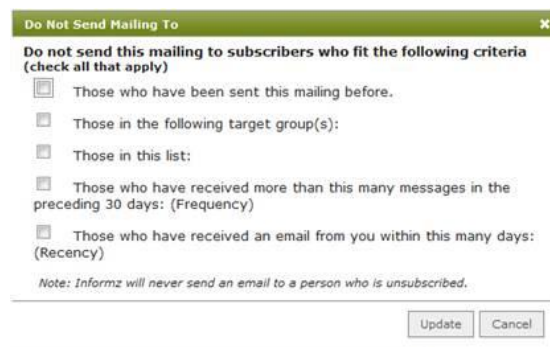 Do Not Send Mailing To
Do not send this mailing to subscribers who fit the following criteria
(check all that apply)
Those who have been sent this mailing before.
Those in the following target group(s):
Those in this list:
Those who have received more than this many messages in the
preceding 30 days: (Frequency)
Those who have received an email from you within this many days:
(Recency)
Note: Informz will never send an email to a person who is unsubscribed.
Update Cancel